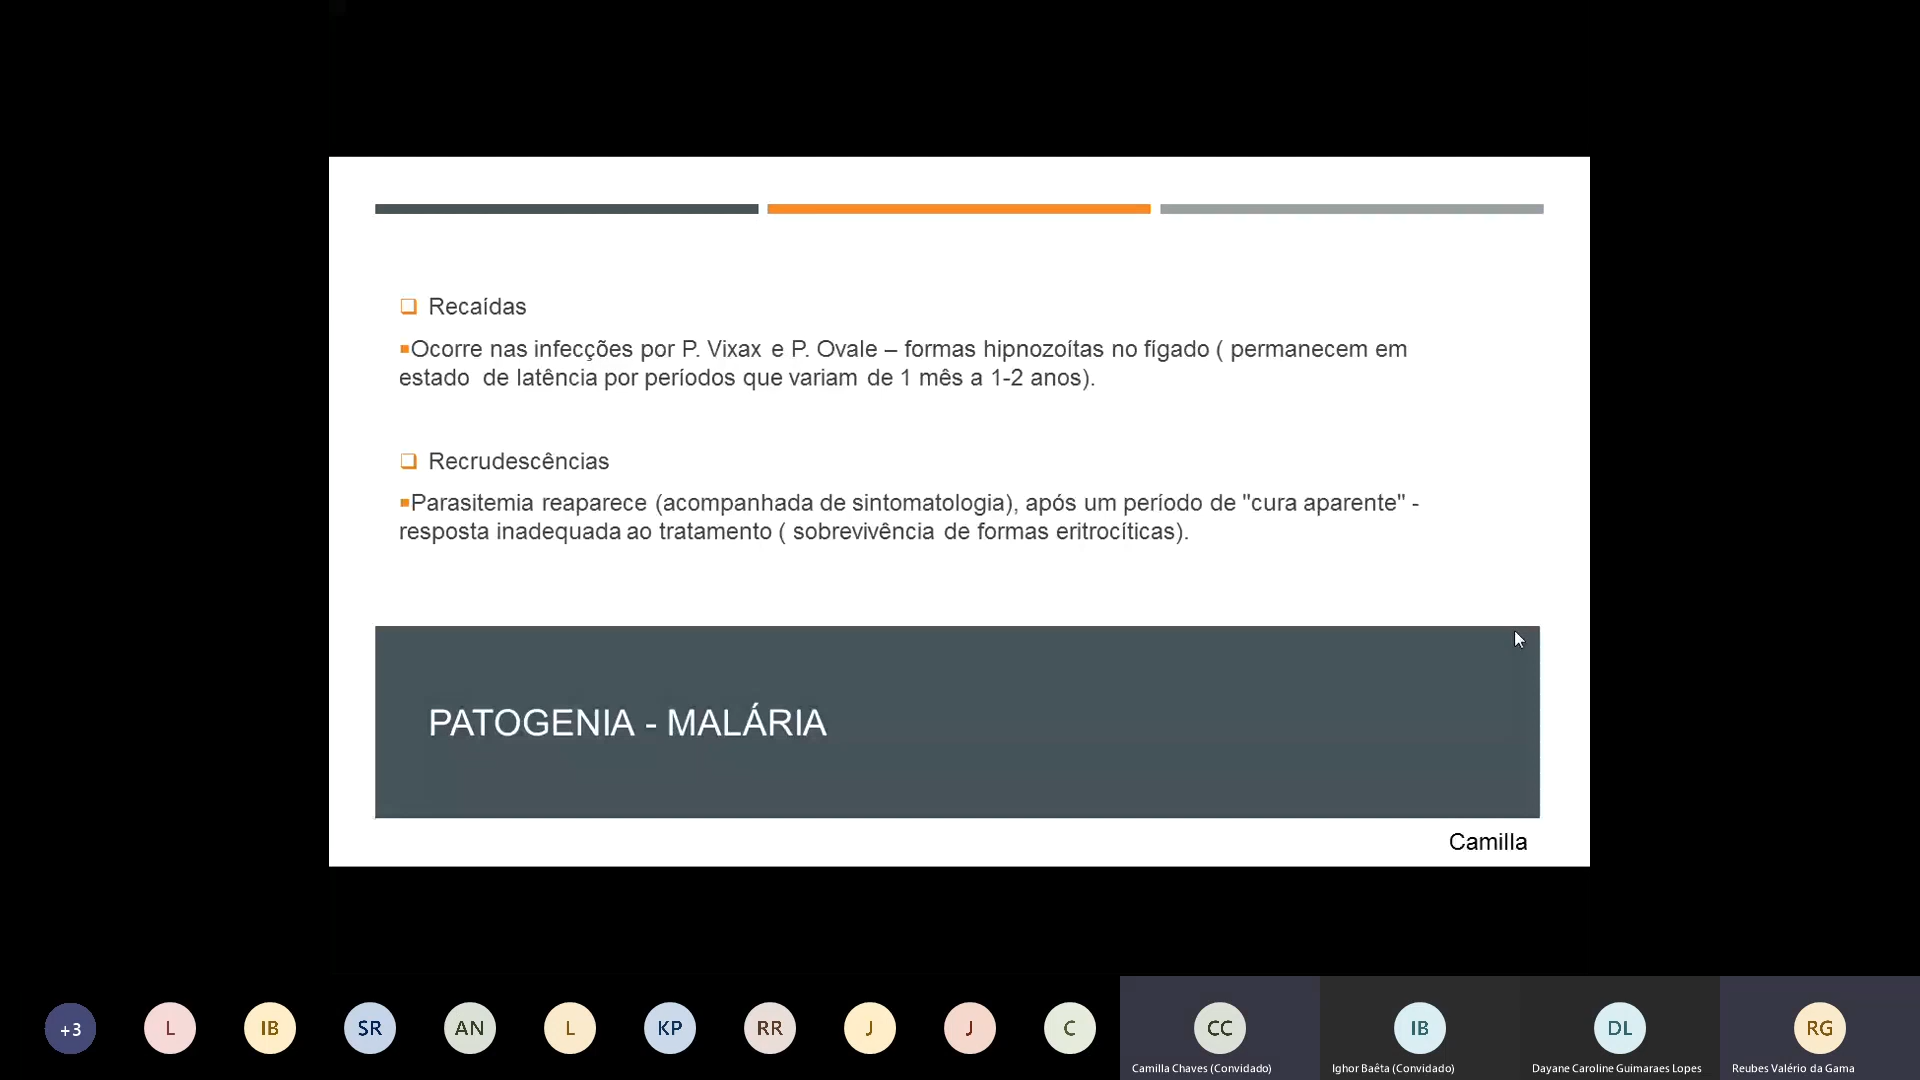 Recaídas
Ocorre nas infecções por P. Vixax e P. Ovale – formas hipnozoítas no fígado ( permanecem em
estado de latência por períodos que variam de 1 mês a 1-2 anos).
Recrudescências
Parasitemia reaparece (acompanhada de sintomatologia), após um período de "cura aparente" -
resposta inadequada ao tratamento ( sobrevivência de formas eritrocíticas).
PATOGENIA - MALÁRIA
Camilla
+3 L IB SR AN L KP RR J J C CC IB DL RG
Camilla Chaves (Convidado) Ighor Baêta (Convidado) Dayane Caroline Guimaraes Lopes Reubes Valério da Gama